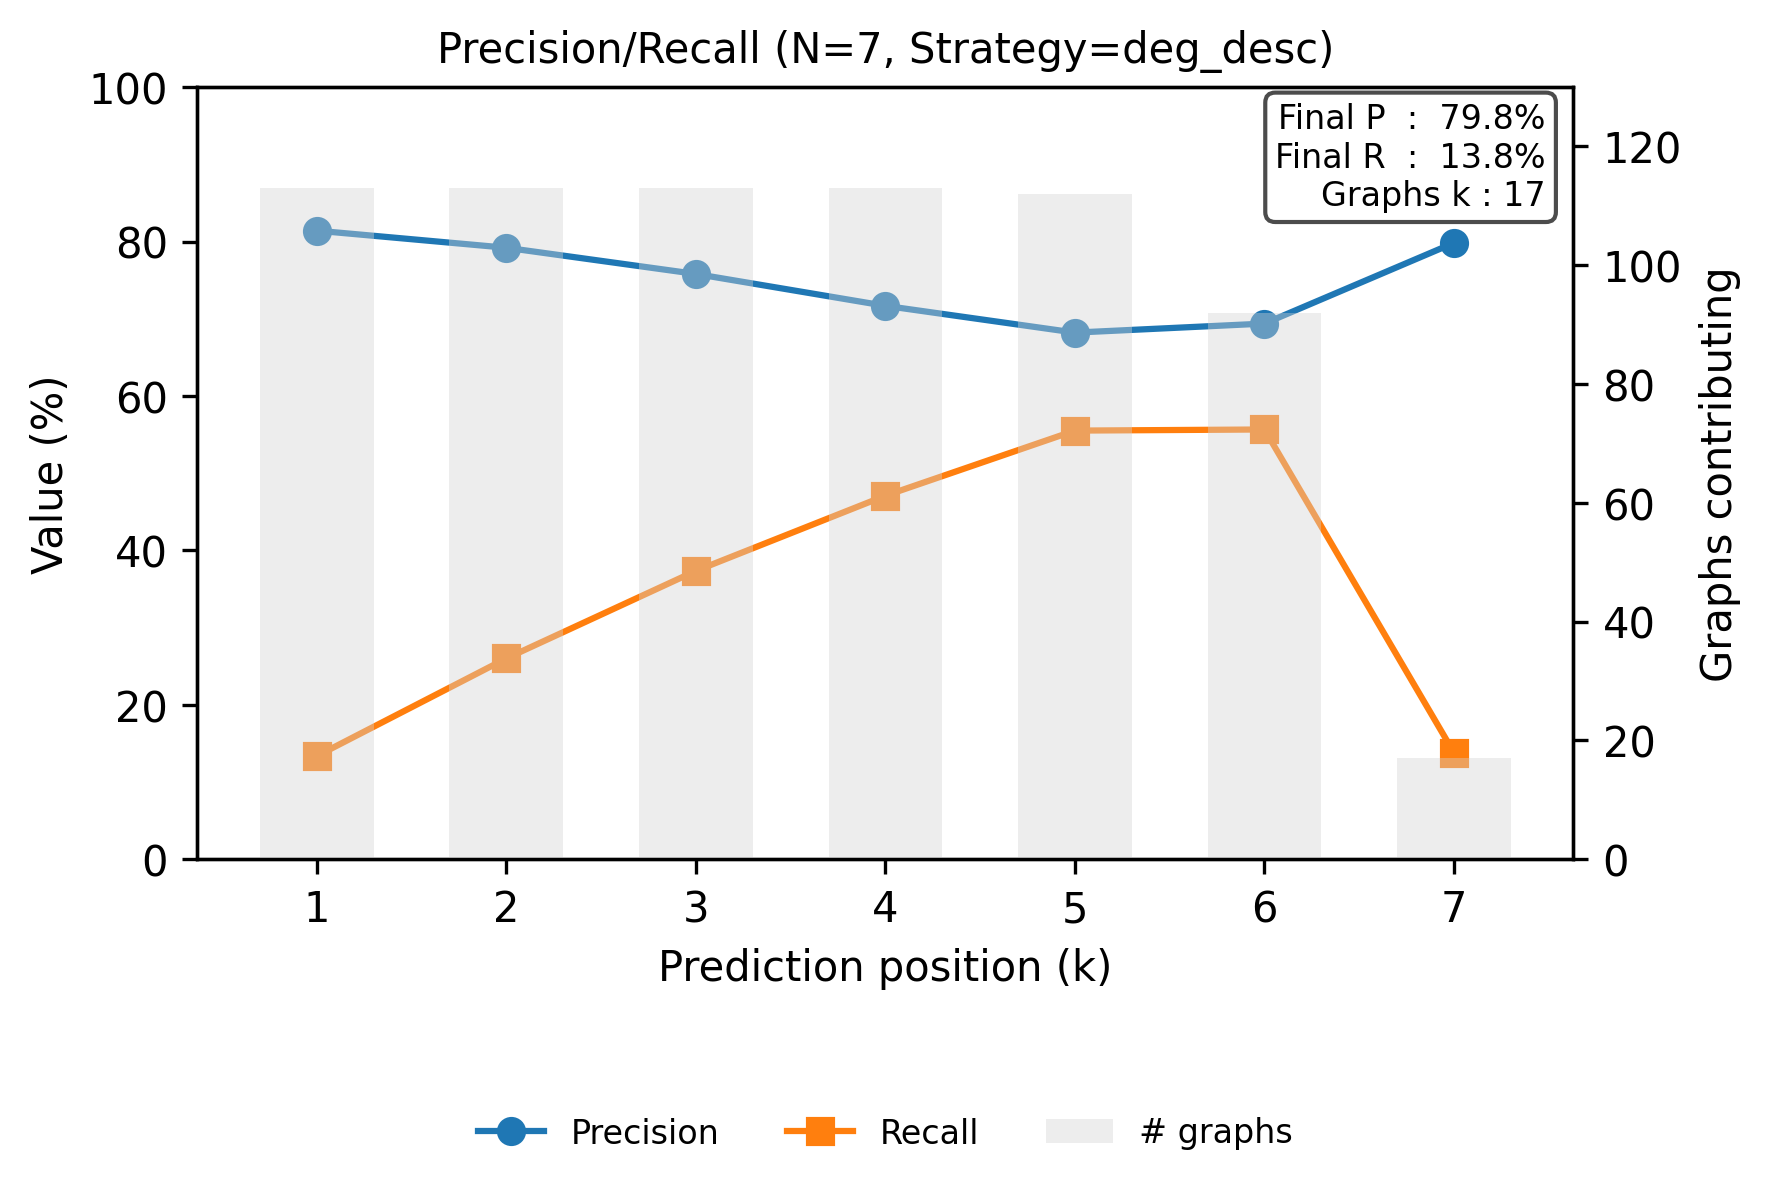 Precision/Recall (N=7, Strategy=deg_desc)
Final P : 79.8%
Final R : 13.8%
Graphs k : 17
Value (%)
100
80
60
40
20
0
120
100
80
60
40
20
0
Graphs contributing
1 2 3 4 5 6 7
Prediction position (k)
Precision Recall # graphs